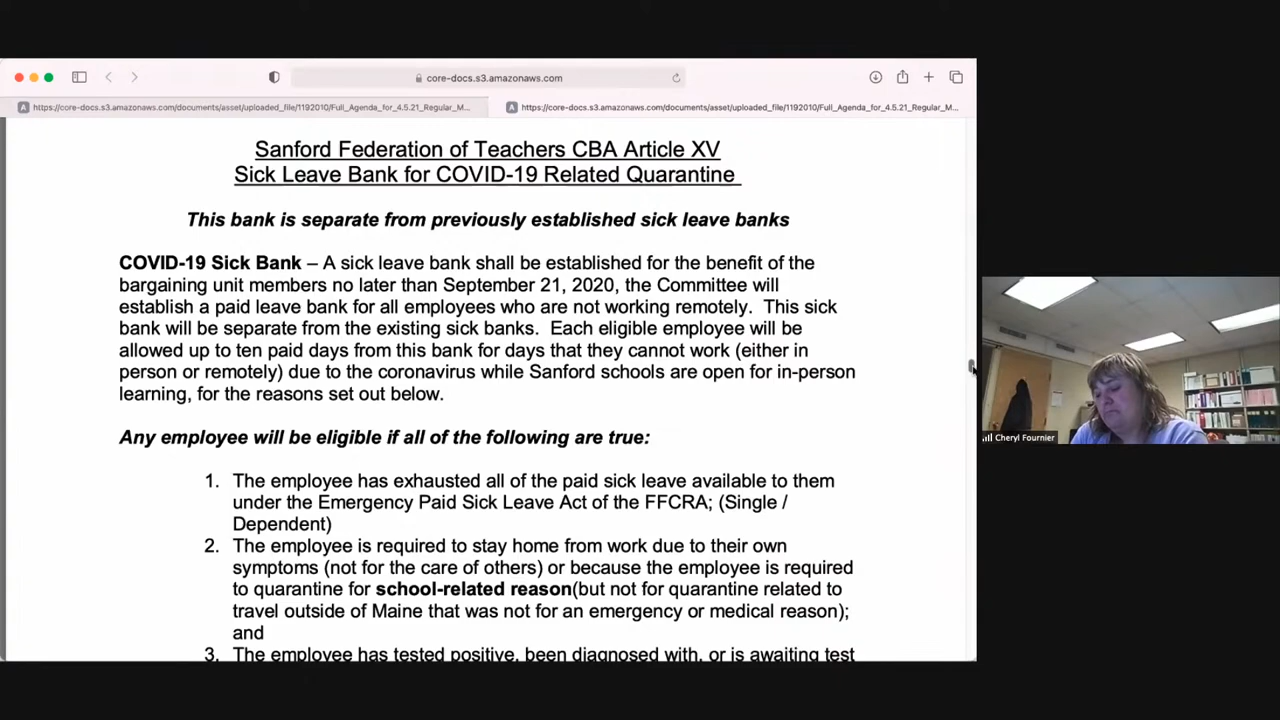 core-docs.s3.amazonaws.com
https://core-docs.s3.amazonaws.com/documents/asset/uploaded_file/1192010/Full_Agenda_for_4.5.21_Regular_M...
https://core-docs.s3.amazonaws.com/documents/asset/uploaded_file/1192010/Full_Agenda_for_4.5.21_Regular_M...
Sanford Federation of Teachers CBA Article XV
Sick Leave Bank for COVID-19 Related Quarantine
This bank is separate from previously established sick leave banks
COVID-19 Sick Bank – A sick leave bank shall be established for the benefit of the
bargaining unit members no later than September 21, 2020, the Committee will
establish a paid leave bank for all employees who are not working remotely. This sick
bank will be separate from the existing sick banks. Each eligible employee will be
allowed up to ten paid days from this bank for days that they cannot work (either in
person or remotely) due to the coronavirus while Sanford schools are open for in-person
learning, for the reasons set out below.
Any employee will be eligible if all of the following are true:
1. The employee has exhausted all of the paid sick leave available to them
under the Emergency Paid Sick Leave Act of the FFCRA; (Single /
Dependent)
2. The employee is required to stay home from work due to their own
symptoms (not for the care of others) or because the employee is required
to quarantine for school-related reason(but not for quarantine related to
travel outside of Maine that was not for an emergency or medical reason);
and
3. The employee has tested positive, been diagnosed with, or is awaiting test
Cheryl Fournier